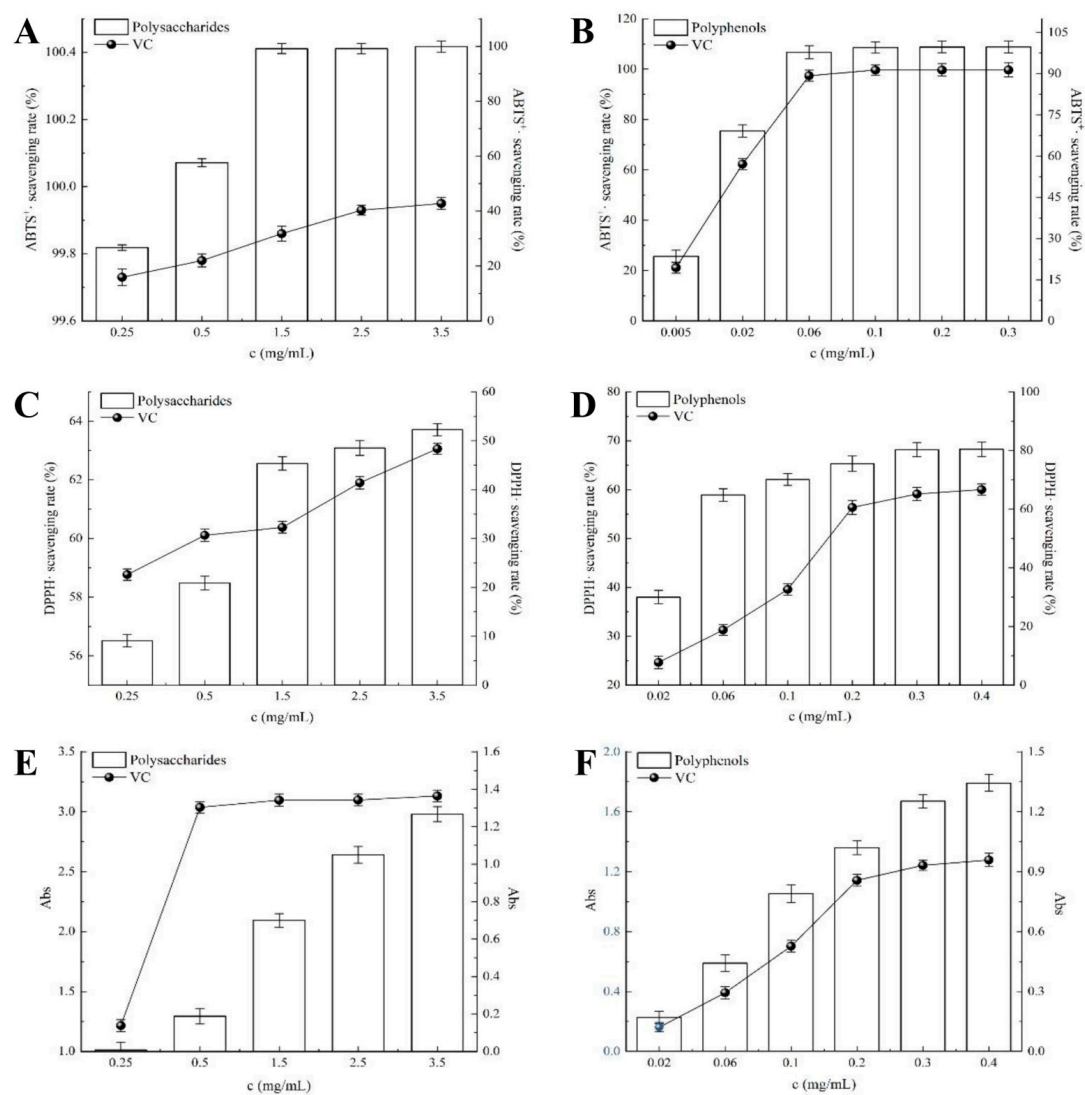 A
Polysaccharides
VC
ABTS⁺· scavenging rate (%)
99.6
99.8
100.0
100.2
100.4
0
20
40
60
80
100
ABTS⁺· scavenging rate (%)
0.25 0.5 1.5 2.5 3.5
c (mg/mL)
B
Polyphenols
VC
ABTS⁺· scavenging rate (%)
0
20
40
60
80
100
120
0
15
30
45
60
75
90
105
ABTS⁺· scavenging rate (%)
0.005 0.02 0.06 0.1 0.2 0.3
c (mg/mL)
C
Polysaccharides
VC
DPPH· scavenging rate (%)
56
58
60
62
64
0
10
20
30
40
50
60
DPPH· scavenging rate (%)
0.25 0.5 1.5 2.5 3.5
c (mg/mL)
D
Polyphenols
VC
DPPH· scavenging rate (%)
20
30
40
50
60
70
80
0
20
40
60
80
100
DPPH· scavenging rate (%)
0.02 0.06 0.1 0.2 0.3 0.4
c (mg/mL)
E
Polysaccharides
VC
Abs
1.0
1.5
2.0
2.5
3.0
3.5
0.0
0.2
0.4
0.6
0.8
1.0
1.2
1.4
1.6
Abs
0.25 0.5 1.5 2.5 3.5
c (mg/mL)
F
Polyphenols
VC
Abs
0.0
0.4
0.8
1.2
1.6
2.0
0.0
0.3
0.6
0.9
1.2
1.5
Abs
0.02 0.06 0.1 0.2 0.3 0.4
c (mg/mL)